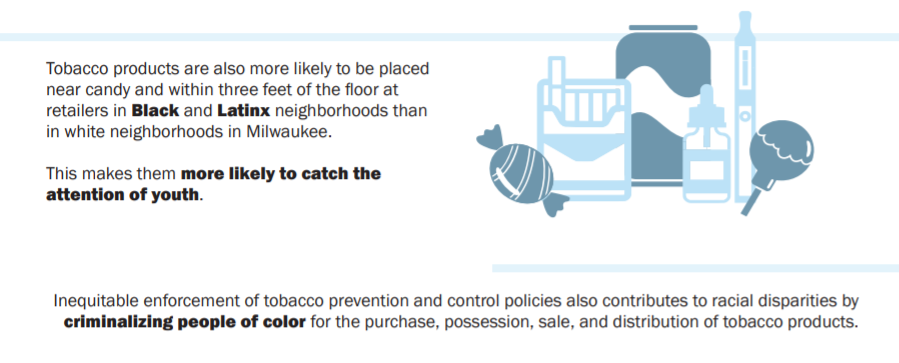 Tobacco products are also more likely to be placed
near candy and within three feet of the floor at
retailers in Black and Latinx neighborhoods than
in white neighborhoods in Milwaukee.
This makes them more likely to catch the
attention of youth.
Inequitable enforcement of tobacco prevention and control policies also contributes to racial disparities by
criminalizing people of color for the purchase, possession, sale, and distribution of tobacco products.